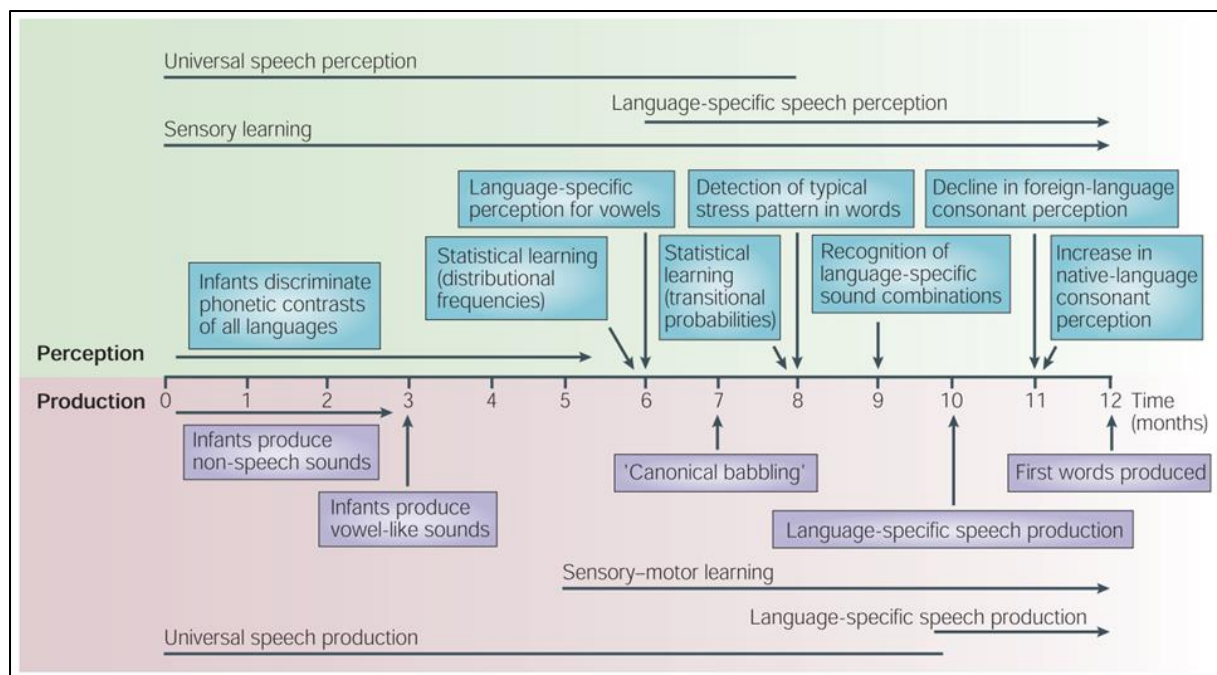 Universal speech perception
Language-specific speech perception
Sensory learning
Language-specific
perception for vowels
Detection of typical
stress pattern in words
Decline in foreign-language
consonant perception
Statistical learning
(distributional
frequencies)
Statistical
learning
(transitional
probabilities)
Recognition of
language-specific
sound combinations
Increase in
native-language
consonant
perception
Infants discriminate
phonetic contrasts
of all languages
Perception
Production
0 1 2 3 4 5 6 7 8 9 10 11 12 Time
(months)
Infants produce
non-speech sounds
Infants produce
vowel-like sounds
'Canonical babbling'
First words produced
Language-specific speech production
Sensory–motor learning
Language-specific speech production
Universal speech production